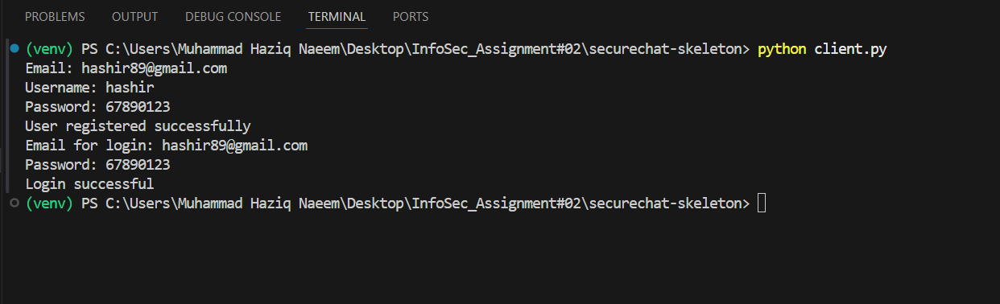 PROBLEMS OUTPUT DEBUG CONSOLE TERMINAL PORTS
(venv) PS C:\Users\Muhammad Haziq Naeem\Desktop\InfoSec_Assignment#02\securechat-skeleton> python client.py
Email: hashir89@gmail.com
Username: hashir
Password: 67890123
User registered successfully
Email for login: hashir89@gmail.com
Password: 67890123
Login successful
(venv) PS C:\Users\Muhammad Haziq Naeem\Desktop\InfoSec_Assignment#02\securechat-skeleton>